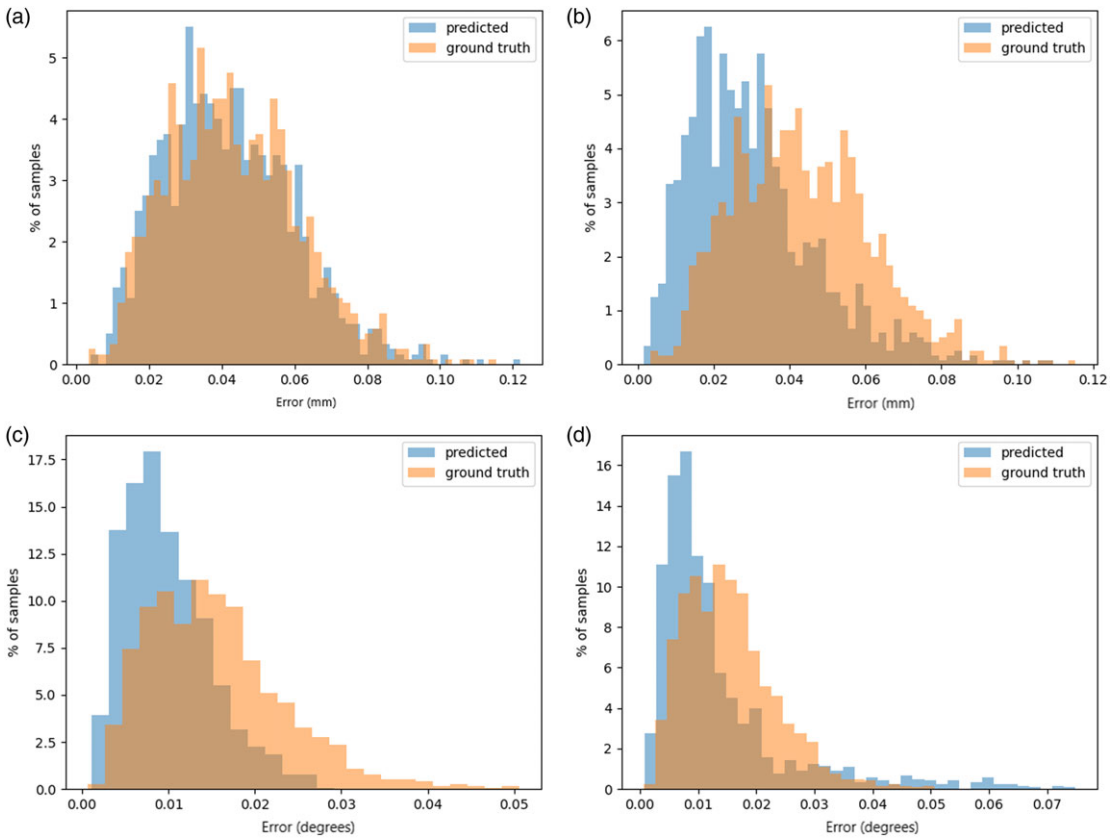 (a)
predicted
ground truth
% of samples
5
4
3
2
1
0
0.00 0.02 0.04 0.06 0.08 0.10 0.12
Error (mm)
(b)
predicted
ground truth
% of samples
6
5
4
3
2
1
0
0.00 0.02 0.04 0.06 0.08 0.10 0.12
Error (mm)
(c)
predicted
ground truth
% of samples
17.5
15.0
12.5
10.0
7.5
5.0
2.5
0.0
0.00 0.01 0.02 0.03 0.04 0.05
Error (degrees)
(d)
predicted
ground truth
% of samples
16
14
12
10
8
6
4
2
0
0.00 0.01 0.02 0.03 0.04 0.05 0.06 0.07
Error (degrees)